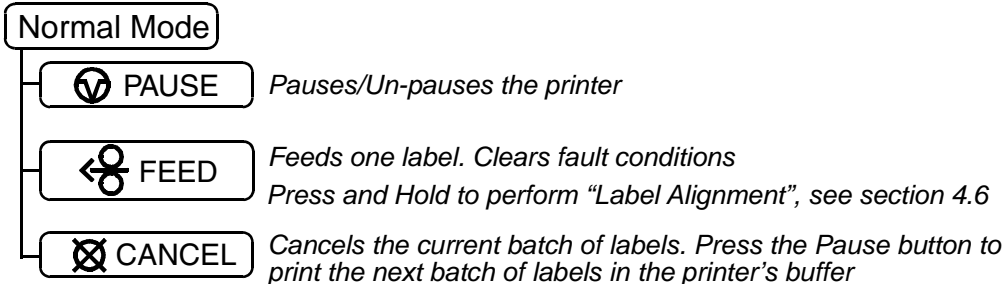 Normal Mode
PAUSE
Pauses/Un-pauses the printer
FEED
Feeds one label. Clears fault conditions
Press and Hold to perform “Label Alignment”, see section 4.6
CANCEL
Cancels the current batch of labels. Press the Pause button to
print the next batch of labels in the printer’s buffer